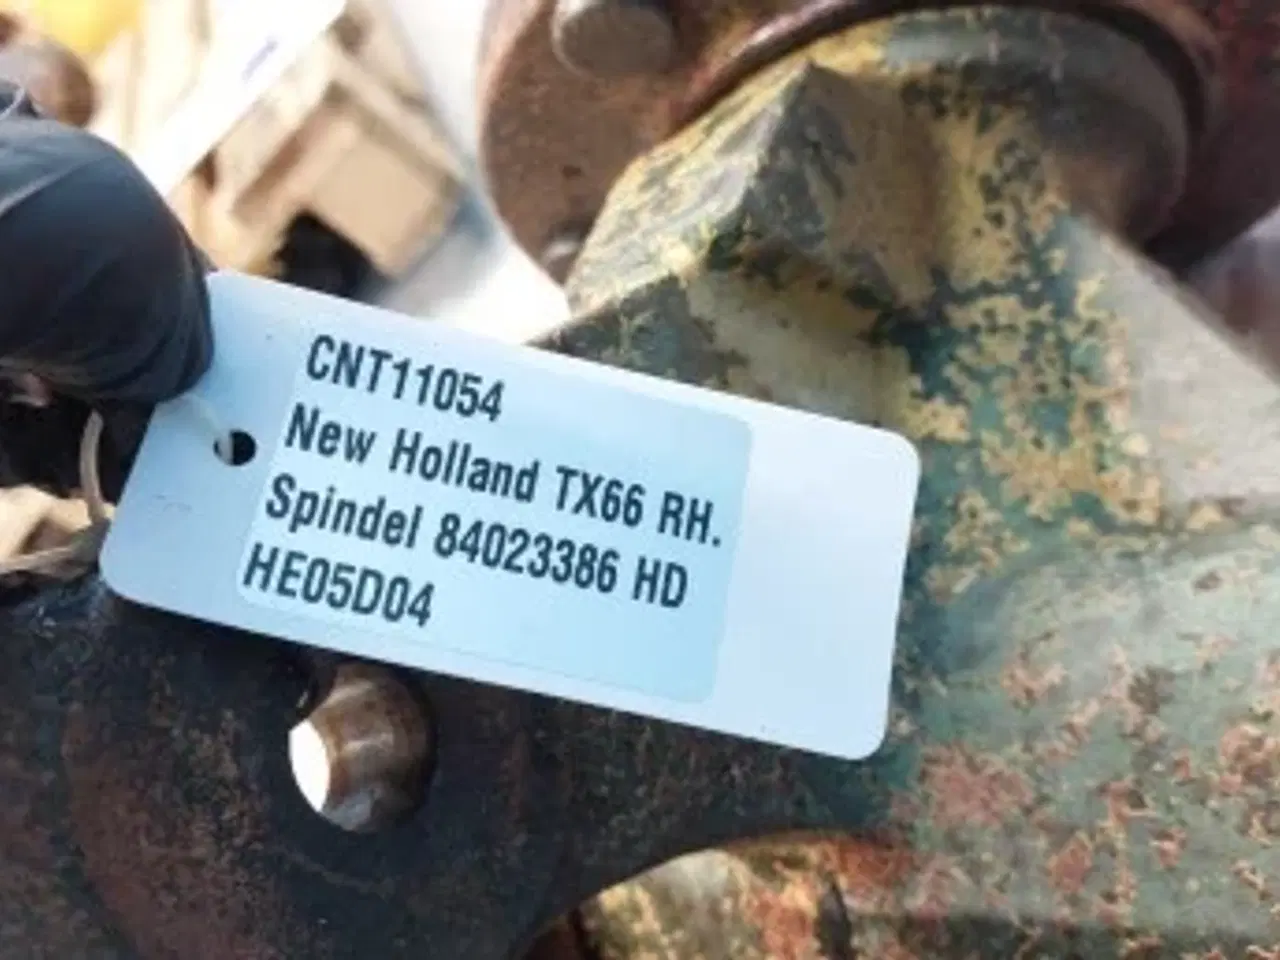 CNT11054
New Holland TX66 RH.
Spindel 84023386 HD
HE05D04